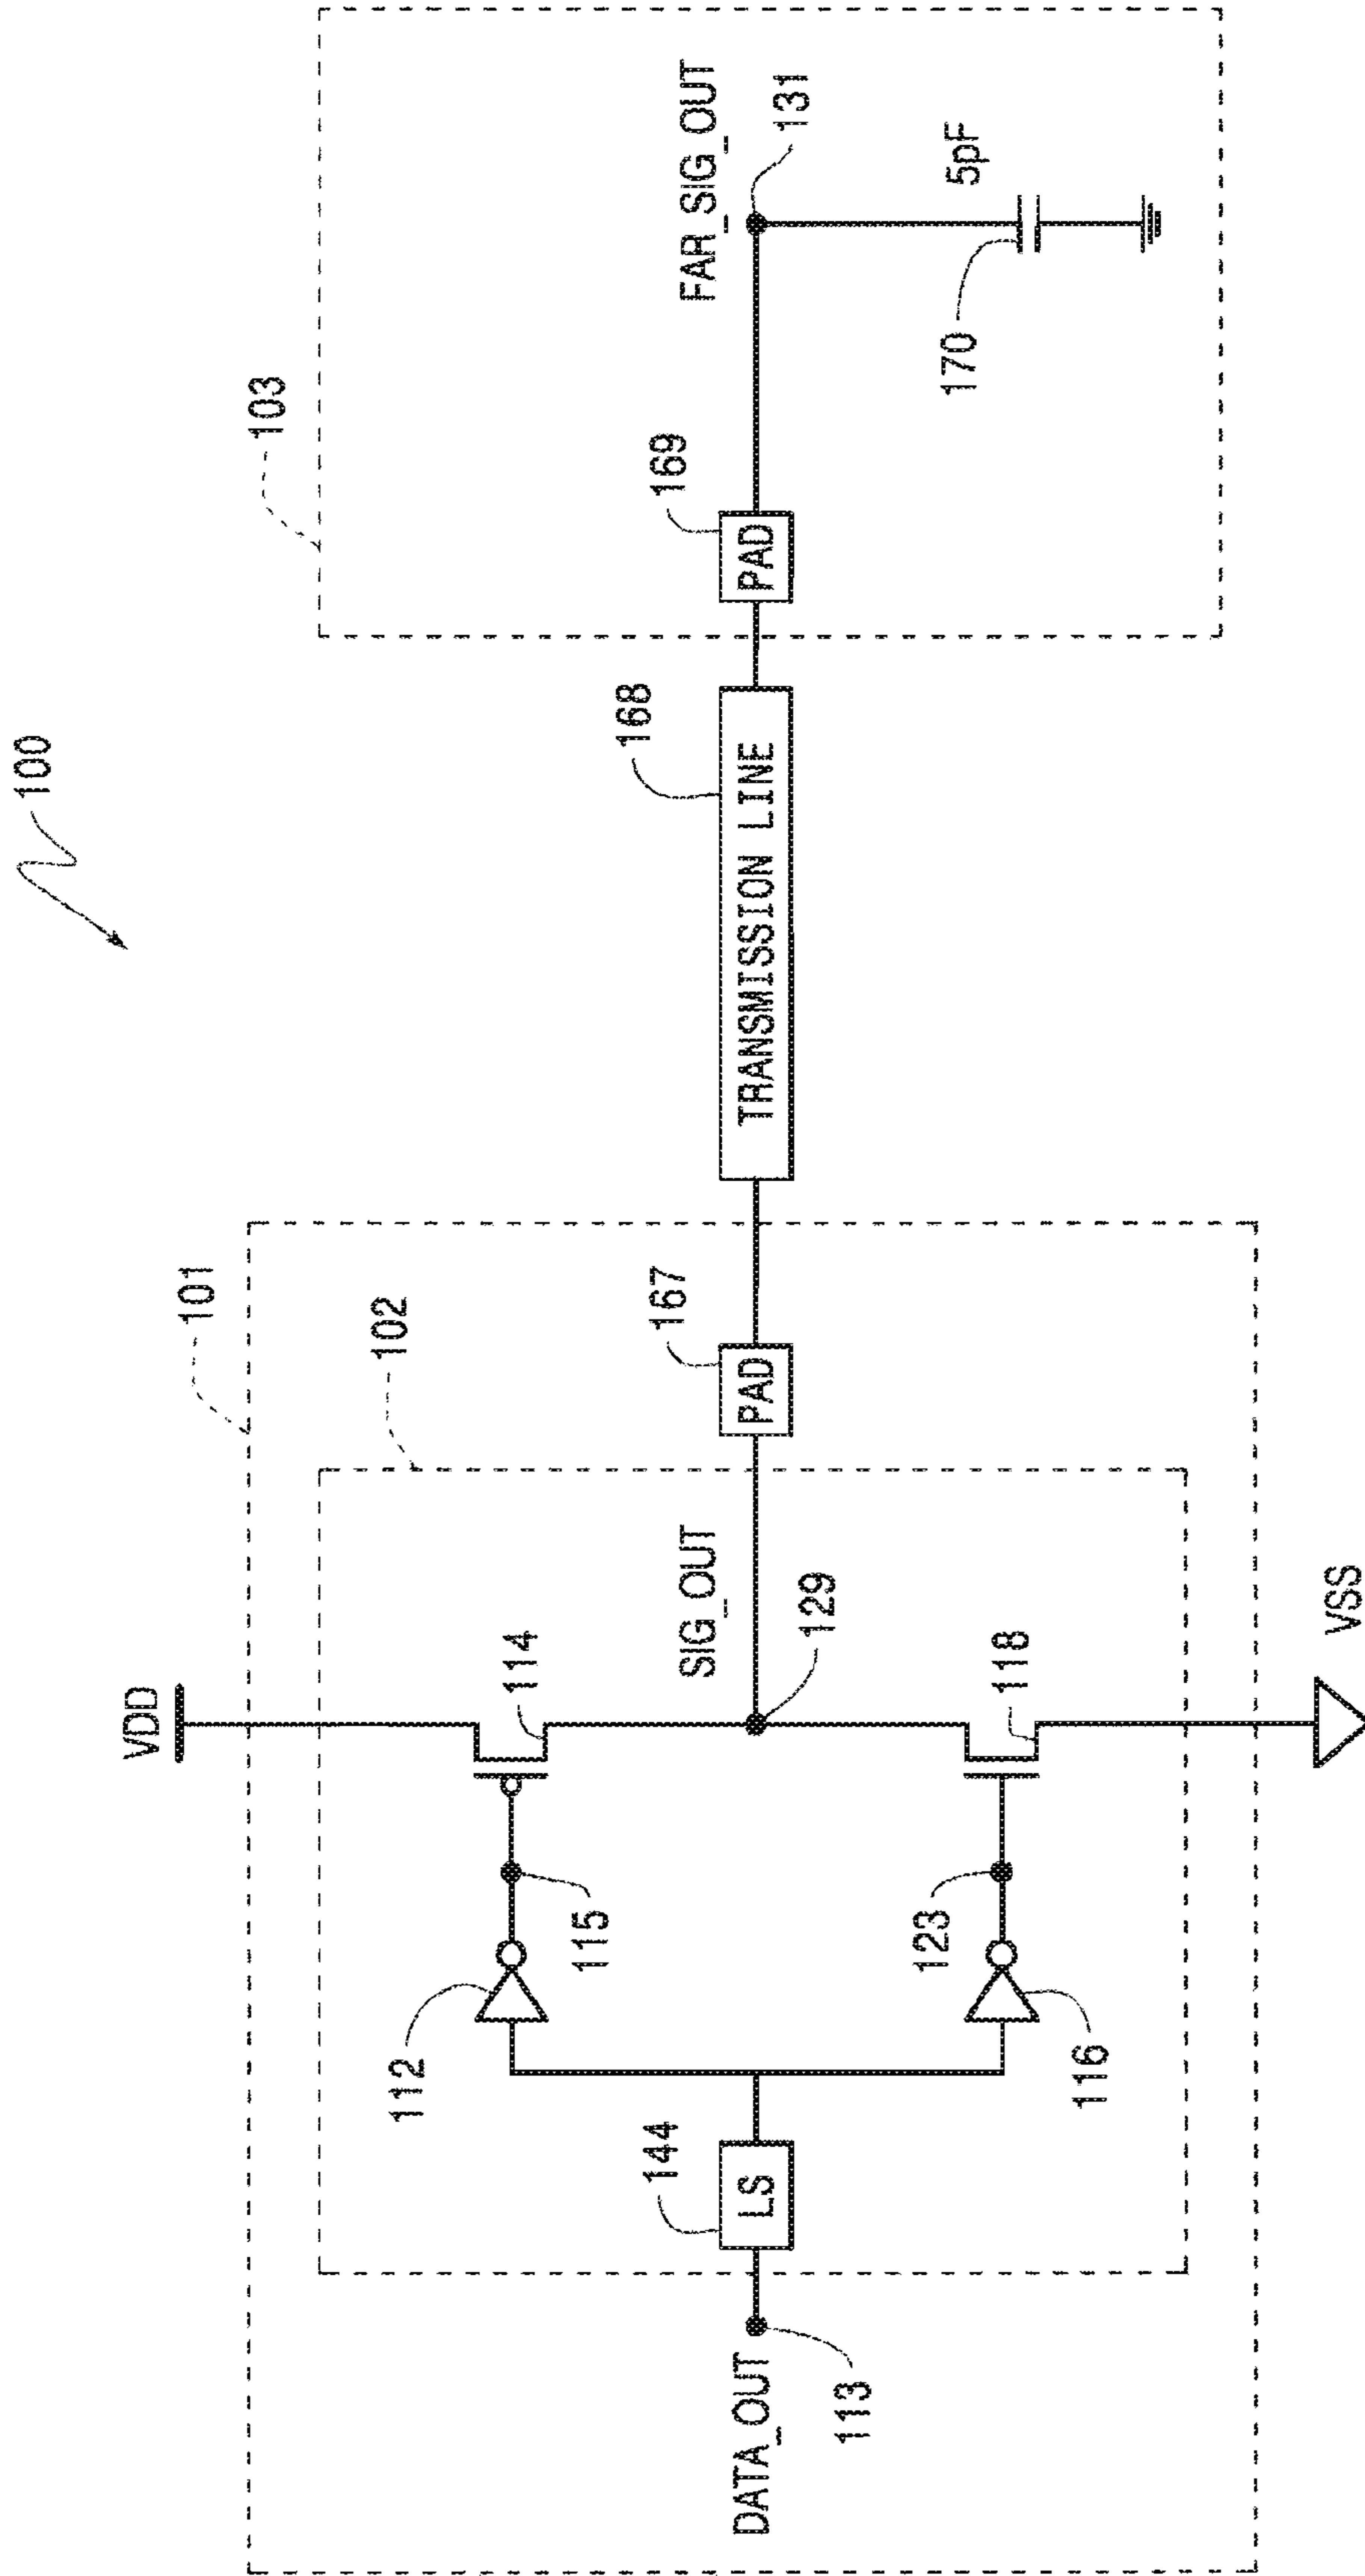 100
101
102
103
VDD
114
115
112
SIG_OUT
129
144
LS
DATA_OUT
113
123
116
118
VSS
167
PAD
168
TRANSMISSION LINE
169
PAD
FAR_SIG_OUT
131
170
5pF